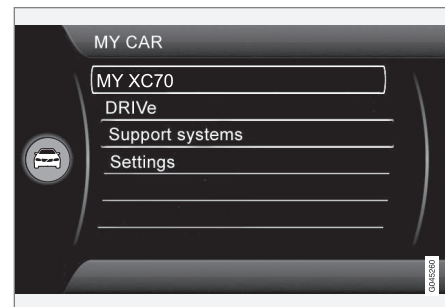 MY CAR
MY XC70
DRIVe
Support systems
Settings
G045260